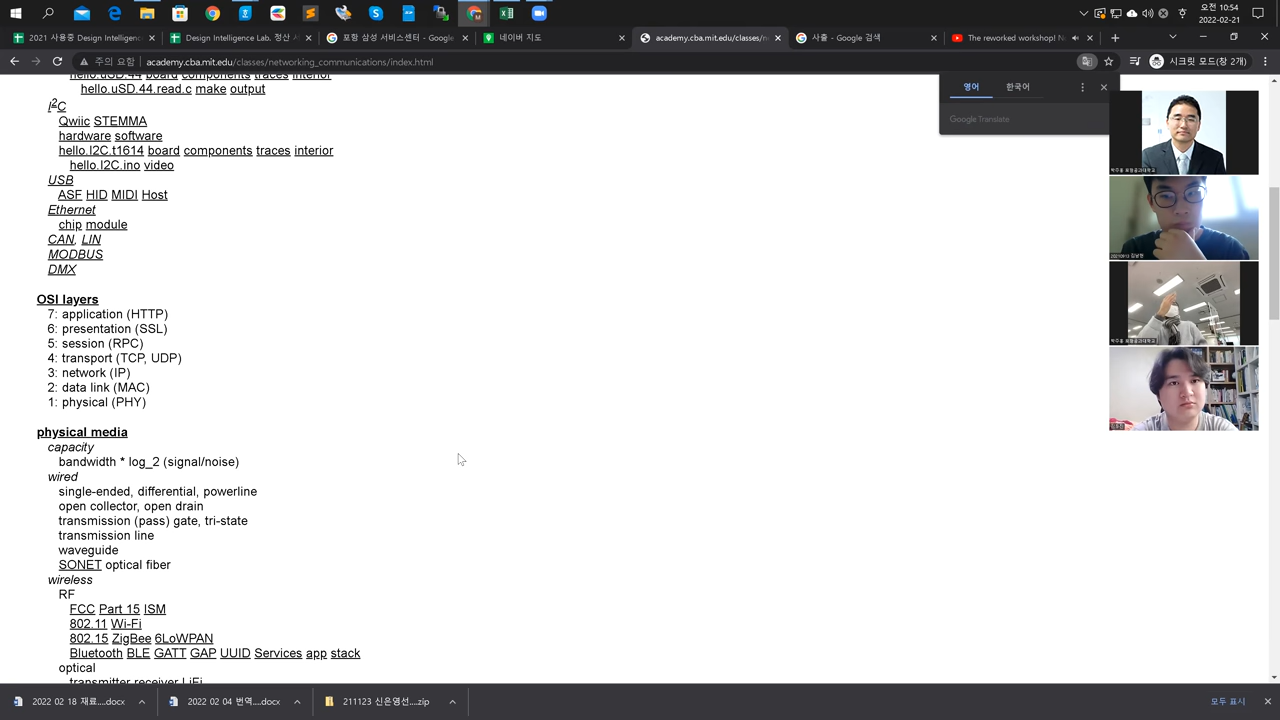 오전 10:54
2022-02-21
2021 사용중 Design Intelligenc
Design Intelligence Lab. 정산 서
포항 삼성 서비스센터 - Google
네이버 지도
academy.cba.mit.edu/classes/ne
사출 - Google 검색
The reworked workshop! N
주의 요함 | academy.cba.mit.edu/classes/networking_communications/index.html
시크릿 모드(창 2개)
영어 한국어
Google Translate
hello.uSD.44 board components traces interior
hello.uSD.44.read.c make output
I2C
Qwiic STEMMA
hardware software
hello.I2C.t1614 board components traces interior
hello.I2C.ino video
USB
ASF HID MIDI Host
Ethernet
chip module
CAN, LIN
MODBUS
DMX
OSI layers
7: application (HTTP)
6: presentation (SSL)
5: session (RPC)
4: transport (TCP, UDP)
3: network (IP)
2: data link (MAC)
1: physical (PHY)
physical media
capacity
bandwidth * log_2 (signal/noise)
wired
single-ended, differential, powerline
open collector, open drain
transmission (pass) gate, tri-state
transmission line
waveguide
SONET optical fiber
wireless
RF
FCC Part 15 ISM
802.11 Wi-Fi
802.15 ZigBee 6LoWPAN
Bluetooth BLE GATT GAP UUID Services app stack
optical
transmitter receiver LiFi
2022 02 18 재료....docx
2022 02 04 번역....docx
211123 신은영선....zip
모두 표시